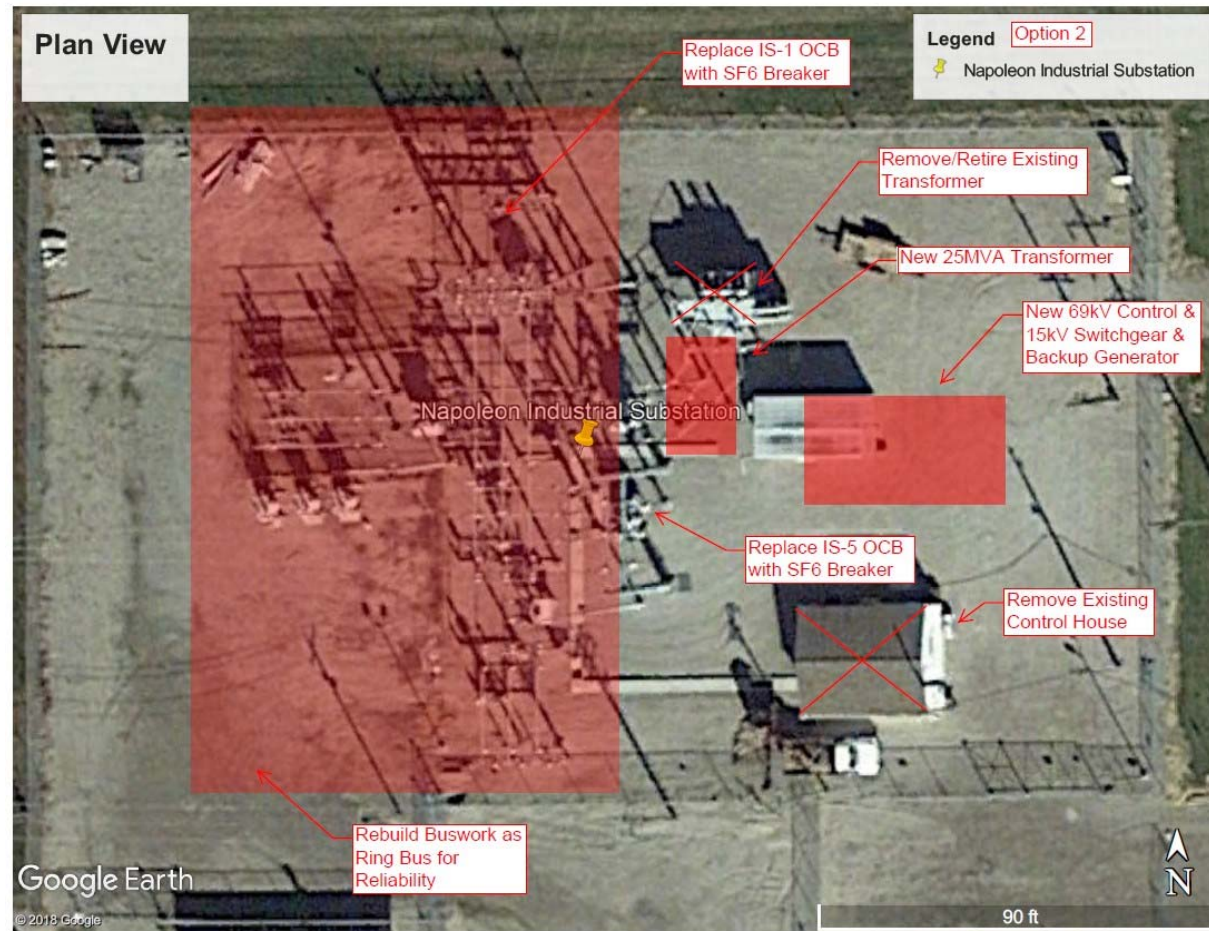 Plan View
Legend
Option 2
Napoleon Industrial Substation
Replace IS-1 OCB
with SF6 Breaker
Remove/Retire Existing
Transformer
New 25MVA Transformer
New 69kV Control &
15kV Switchgear &
Backup Generator
Napoleon Industrial Substation
Replace IS-5 OCB
with SF6 Breaker
Remove Existing
Control House
Rebuild Buswork as
Ring Bus for
Reliability
Google Earth
© 2018 Google
N
90 ft